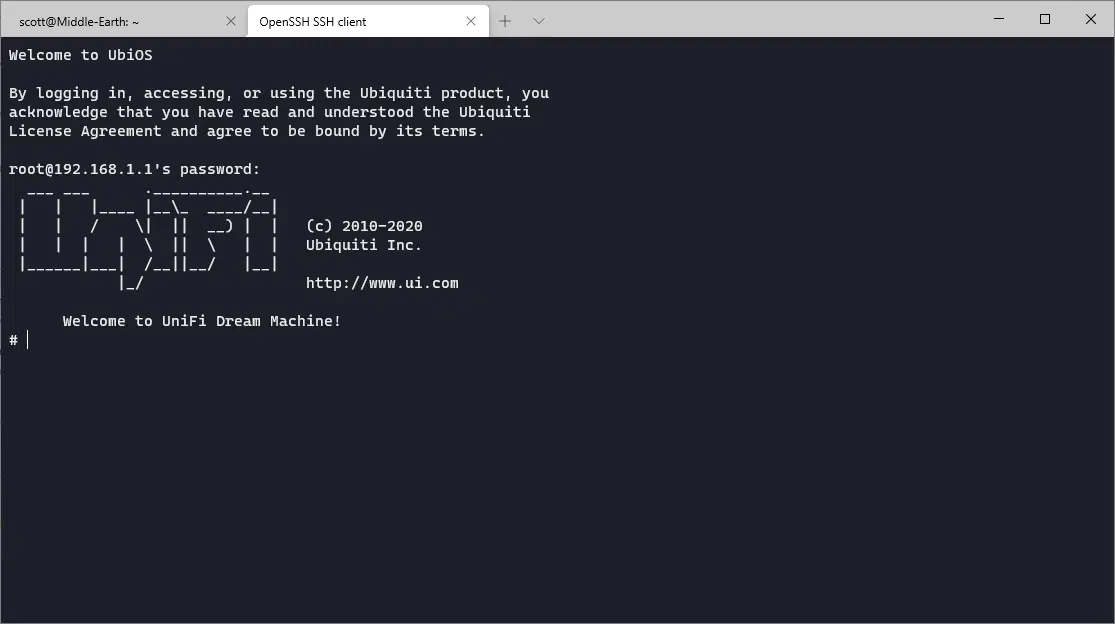 scott@Middle-Earth: ~
OpenSSH SSH client
Welcome to UbiOS
By logging in, accessing, or using the Ubiquiti product, you
acknowledge that you have read and understood the Ubiquiti
License Agreement and agree to be bound by its terms.
root@192.168.1.1's password:
UniFi
(c) 2010-2020
Ubiquiti Inc.
http://www.ui.com
Welcome to UniFi Dream Machine!
#